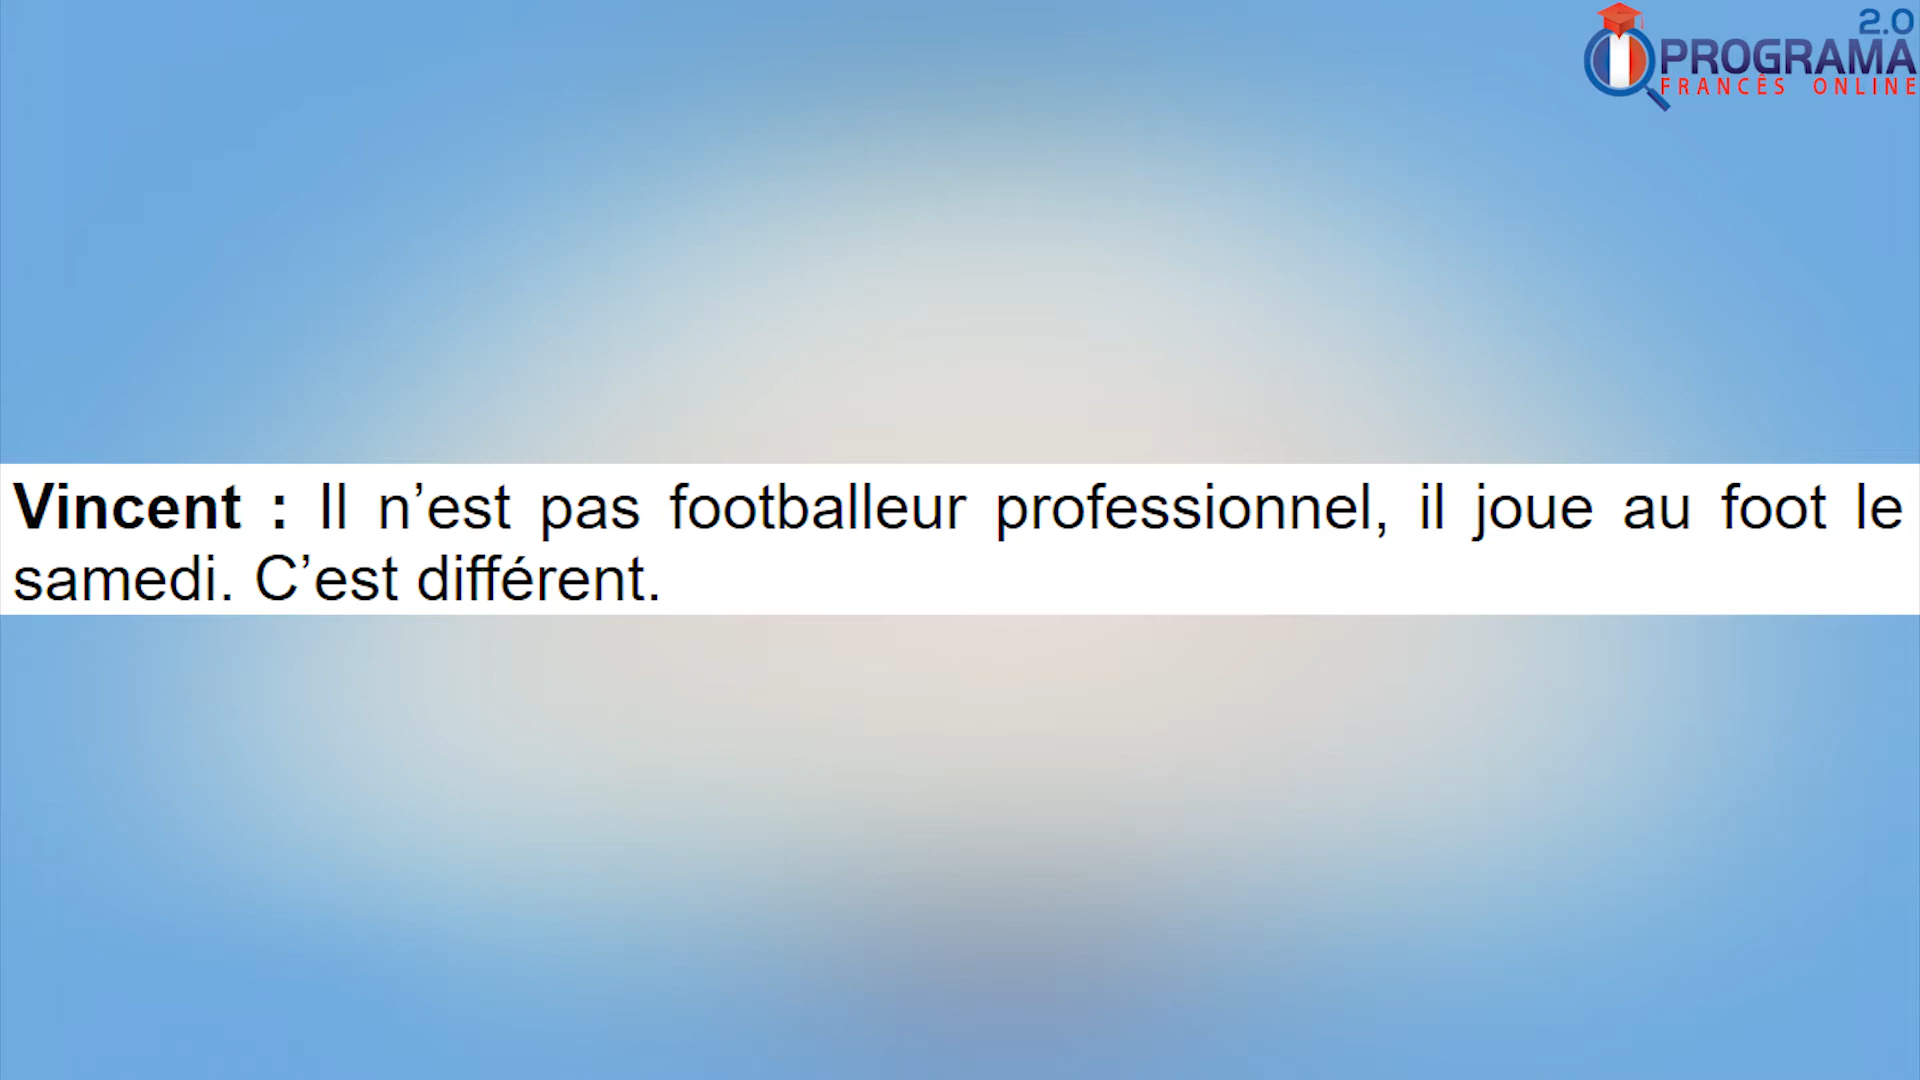 2.0
PROGRAMA
FRANCÊS ONLINE
Vincent : Il n’est pas footballeur professionnel, il joue au foot le
samedi. C’est différent.